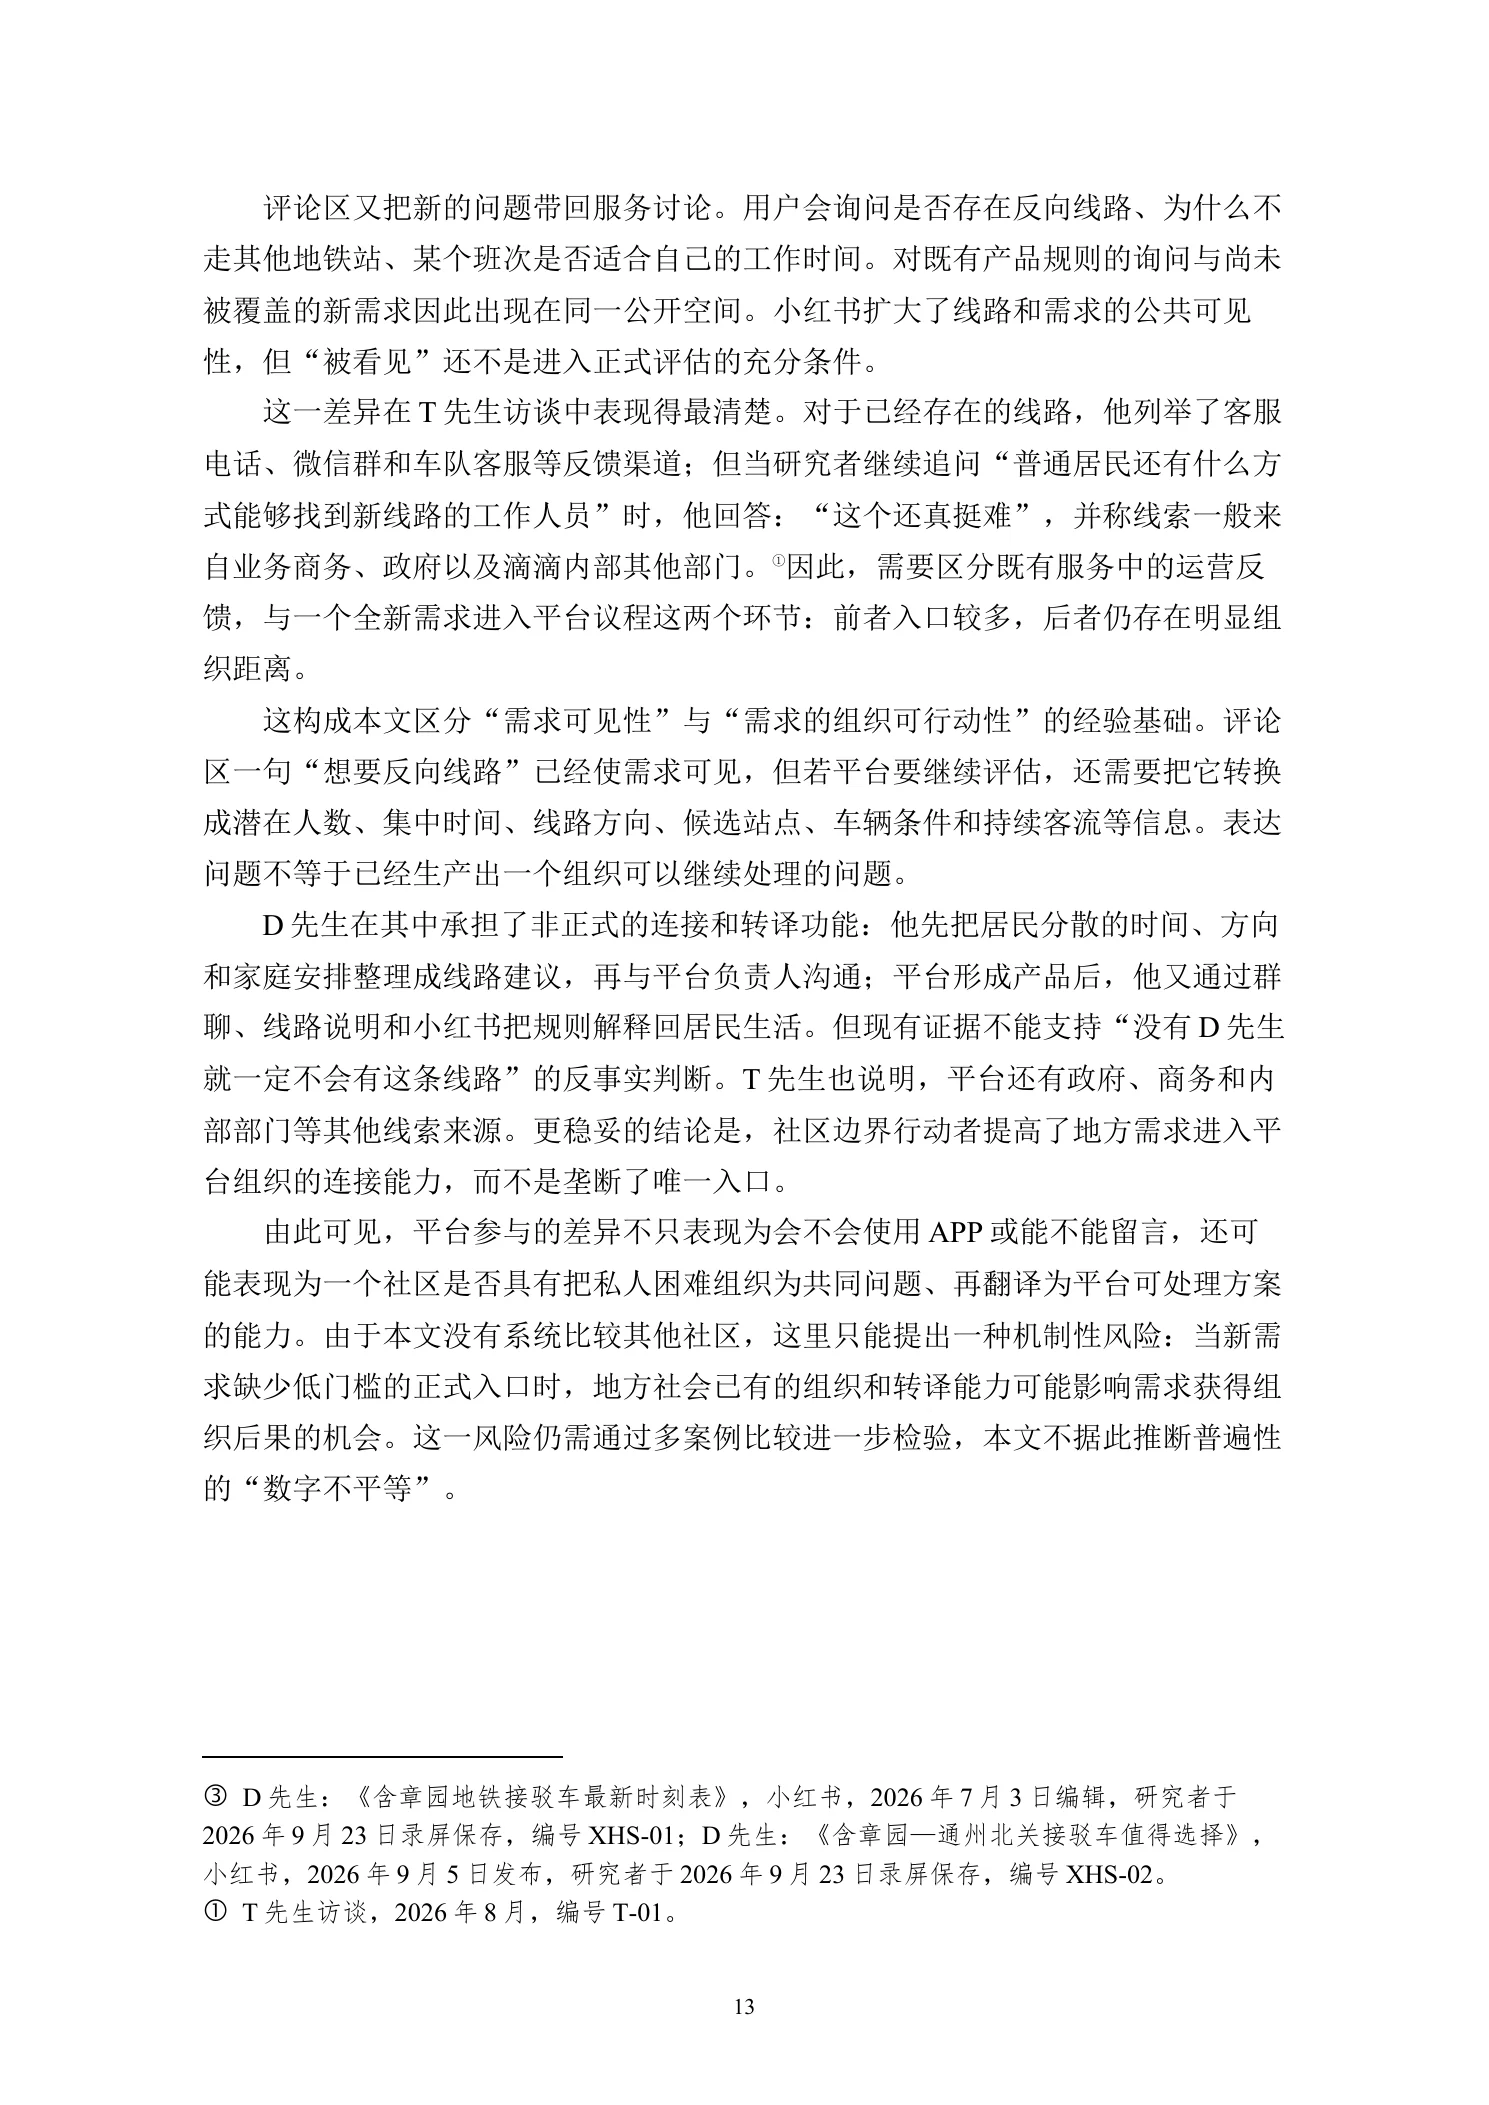 评论区又把新的问题带回服务讨论。用户会询问是否存在反向线路、为什么不
走其他地铁站、某个班次是否适合自己的工作时间。对既有产品规则的询问与尚未
被覆盖的新需求因此出现在同一公开空间。小红书扩大了线路和需求的公共可见
性，但“被看见”还不是进入正式评估的充分条件。
这一差异在 T 先生访谈中表现得最清楚。对于已经存在的线路，他列举了客服
电话、微信群和车队客服等反馈渠道；但当研究者继续追问“普通居民还有什么方
式能够找到新线路的工作人员”时，他回答：“这个还真挺难”，并称线索一般来
自业务商务、政府以及滴滴内部其他部门。①因此，需要区分既有服务中的运营反
馈，与一个全新需求进入平台议程这两个环节：前者入口较多，后者仍存在明显组
织距离。
这构成本文区分“需求可见性”与“需求的组织可行动性”的经验基础。评论
区一句“想要反向线路”已经使需求可见，但若平台要继续评估，还需要把它转换
成潜在人数、集中时间、线路方向、候选站点、车辆条件和持续客流等信息。表达
问题不等于已经生产出一个组织可以继续处理的问题。
D 先生在其中承担了非正式的连接和转译功能：他先把居民分散的时间、方向
和家庭安排整理成线路建议，再与平台负责人沟通；平台形成产品后，他又通过群
聊、线路说明和小红书把规则解释回居民生活。但现有证据不能支持“没有 D 先生
就一定不会有这条线路”的反事实判断。T 先生也说明，平台还有政府、商务和内
部部门等其他线索来源。更稳妥的结论是，社区边界行动者提高了地方需求进入平
台组织的连接能力，而不是垄断了唯一入口。
由此可见，平台参与的差异不只表现为会不会使用 APP 或能不能留言，还可
能表现为一个社区是否具有把私人困难组织为共同问题、再翻译为平台可处理方案
的能力。由于本文没有系统比较其他社区，这里只能提出一种机制性风险：当新需
求缺少低门槛的正式入口时，地方社会已有的组织和转译能力可能影响需求获得组
织后果的机会。这一风险仍需通过多案例比较进一步检验，本文不据此推断普遍性
的“数字不平等”。
③ D 先生：《含章园地铁接驳车最新时刻表》，小红书，2026 年 7 月 3 日编辑，研究者于
2026 年 9 月 23 日录屏保存，编号 XHS-01；D 先生：《含章园—通州北关接驳车值得选择》，
小红书，2026 年 9 月 5 日发布，研究者于 2026 年 9 月 23 日录屏保存，编号 XHS-02。
① T 先生访谈，2026 年 8 月，编号 T-01。
13